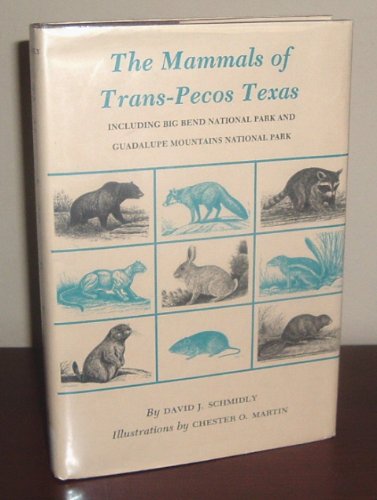 The Mammals of
Trans-Pecos Texas
INCLUDING BIG BEND NATIONAL PARK AND
GUADALUPE MOUNTAINS NATIONAL PARK
By DAVID J. SCHMIDLY
Illustrations by CHESTER O. MARTIN